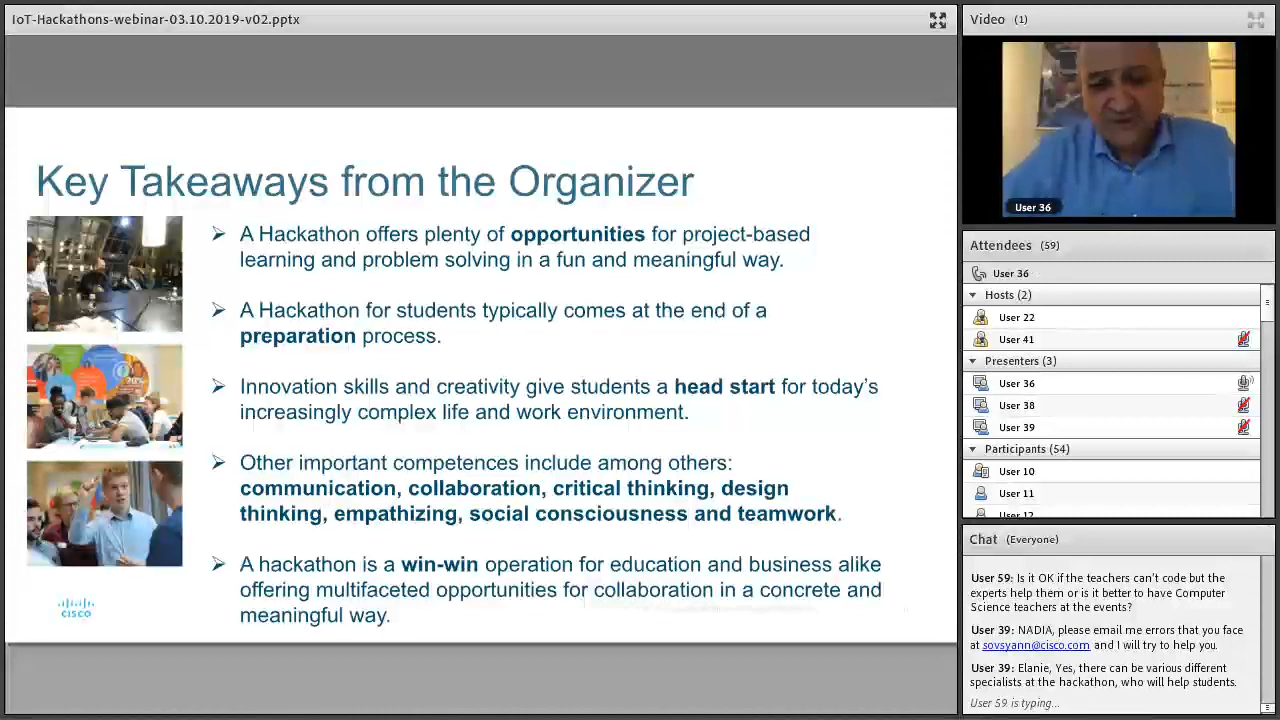 IoT-Hackathons-webinar-03.10.2019-v02.pptx
Key Takeaways from the Organizer
A Hackathon offers plenty of opportunities for project-based
learning and problem solving in a fun and meaningful way.
A Hackathon for students typically comes at the end of a
preparation process.
Innovation skills and creativity give students a head start for today's
increasingly complex life and work environment.
Other important competences include among others:
communication, collaboration, critical thinking, design
thinking, empathizing, social consciousness and teamwork.
A hackathon is a win-win operation for education and business alike
offering multifaceted opportunities for collaboration in a concrete and
meaningful way.
CISCO
Video (1)
User 36
Attendees (59)
User 36
Hosts (2)
User 22
User 41
Presenters (3)
User 36
User 38
User 39
Participants (54)
User 10
User 11
User 12
Chat (Everyone)
User 59: Is it OK if the teachers can't code but the
experts help them or is it better to have Computer
Science teachers at the events?
User 39: NADIA, please email me errors that you face
at sovsyann@cisco.com and I will try to help you.
User 39: Elanie, Yes, there can be various different
specialists at the hackathon, who will help students.
User 59 is typing...